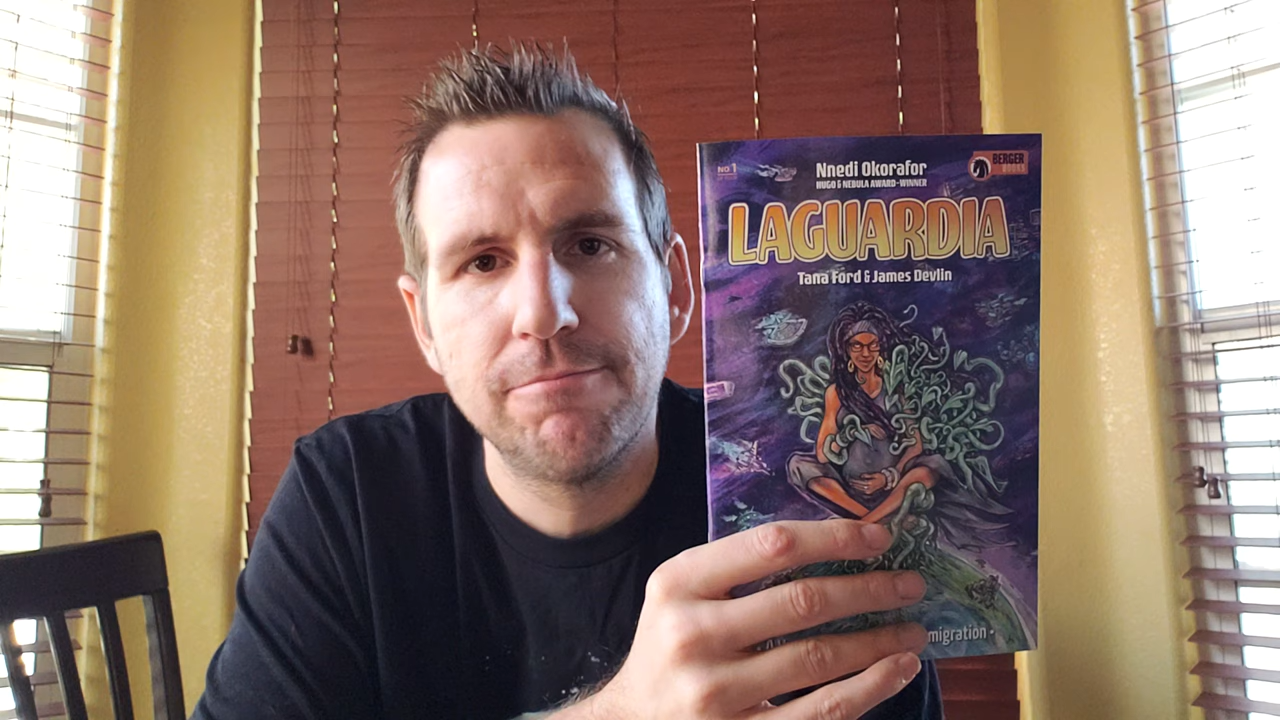 NO 1
Nnedi Okorafor
HUGO & NEBULA AWARD-WINNER
BERGER
BOOKS
LAGUARDIA
Tana Ford & James Devlin
migration •